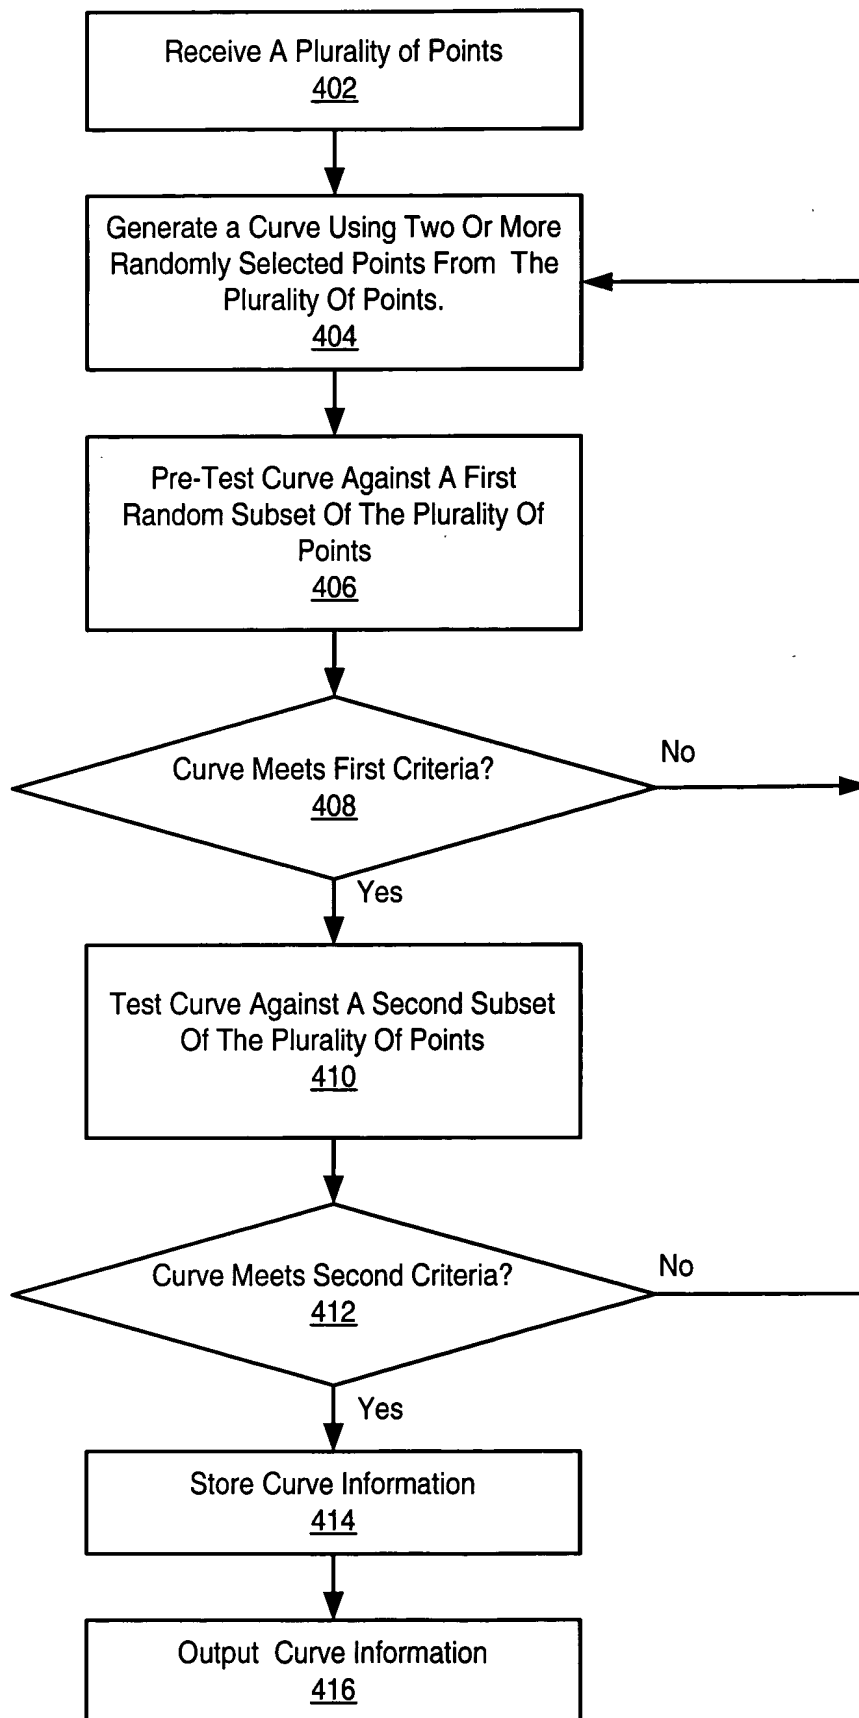 Receive A Plurality of Points
402
Generate a Curve Using Two Or More
Randomly Selected Points From The
Plurality Of Points.
404
Pre-Test Curve Against A First
Random Subset Of The Plurality Of
Points
406
Curve Meets First Criteria?
408
No
Yes
Test Curve Against A Second Subset
Of The Plurality Of Points
410
Curve Meets Second Criteria?
412
No
Yes
Store Curve Information
414
Output Curve Information
416